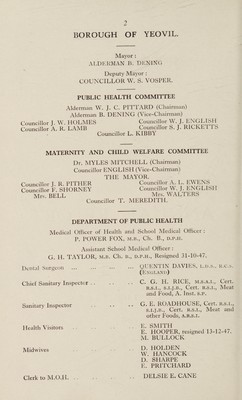 2
BOROUGH OF YEOVIL.
Mayor :
ALDERMAN B. DENING
Deputy Mayor :
COUNCILLOR W. S. VOSPER.
PUBLIC HEALTH COMMITTEE
Alderman W. J. C. PITTARD (Chairman)
Alderman B. DENING (Vice-Chairman)
Councillor J. W. HOLMES Councillor W. J. ENGLISH
Councillor A. R. LAMB Councillor S. J. RICKETTS
Councillor L. KIBBY
MATERNITY AND CHILD WELFARE COMMITTEE
Dr. MYLES MITCHELL (Chairman)
Councillor ENGLISH (Vice-Chairman)
THE MAYOR.
Councillor J. R. PITHER Councillor A. L. EWENS
Councillor F. SHORNEY Councillor W. J. ENGLISH
Mrs. BELL Mrs. WALTERS
Councillor T. MEREDITH.
DEPARTMENT OF PUBLIC HEALTH
Medical Officer of Health and School Medical Officer :
P. POWER FOX, M.B., Ch. B., D.P.H.
Assistant School Medical Officer :
G. H. TAYLOR, M.B. Ch. B., D.P.H., Resigned 31-10-47.
Dental Surgeon ... QUENTIN DAVIES, L.D.S., R.C.S.
(ENGLAND)
Chief Sanitary Inspector ... C. G. H. RICE, M.S.I.A., Cert.
R.S.I., S.I.J.B., Cert. R.S.I., Meat
and Food, A. Inst. S.P.
Sanitary Inspector ... G. E. ROADHOUSE, Cert. R.S.I.,
S.I.J.B., Cert. R.S.I., Meat and
other Foods, A.R.S.I.
Health Visitors ... E. SMITH
E. HOOPER, resigned 13-12-47.
M. BULLOCK
Midwives ... D. HOLDEN
W. HANCOCK
D. SHARPE
E. PRITCHARD
Clerk to M.O.H. ... DELSIE E. CANE